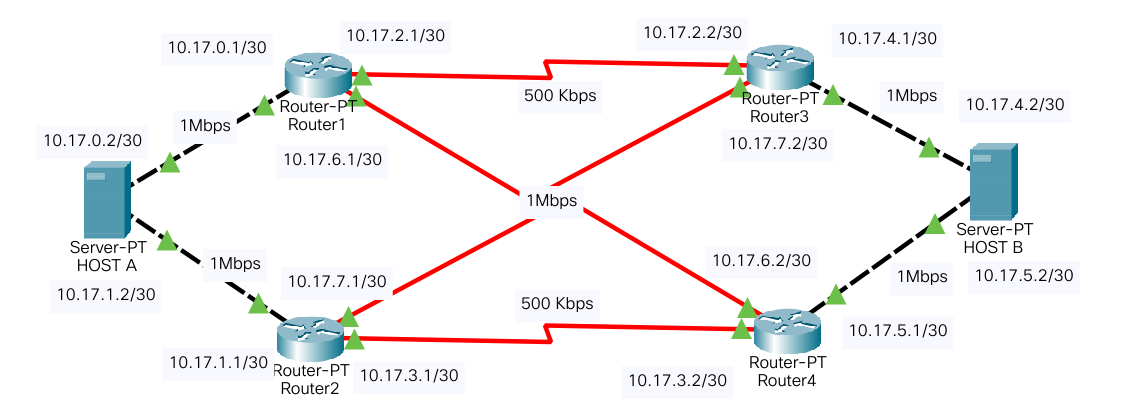 10.17.0.1/30
10.17.2.1/30
10.17.2.2/30
10.17.4.1/30
Router-PT
Router1
500 Kbps
Router-PT
Router3
1Mbps
10.17.4.2/30
1Mbps
10.17.0.2/30
10.17.6.1/30
10.17.7.2/30
1Mbps
Server-PT
HOST A
Server-PT
HOST B
1Mbps
10.17.7.1/30
10.17.6.2/30
1Mbps
10.17.5.2/30
10.17.1.2/30
500 Kbps
10.17.1.1/30
10.17.5.1/30
Router-PT
Router2
10.17.3.1/30
10.17.3.2/30
Router-PT
Router4